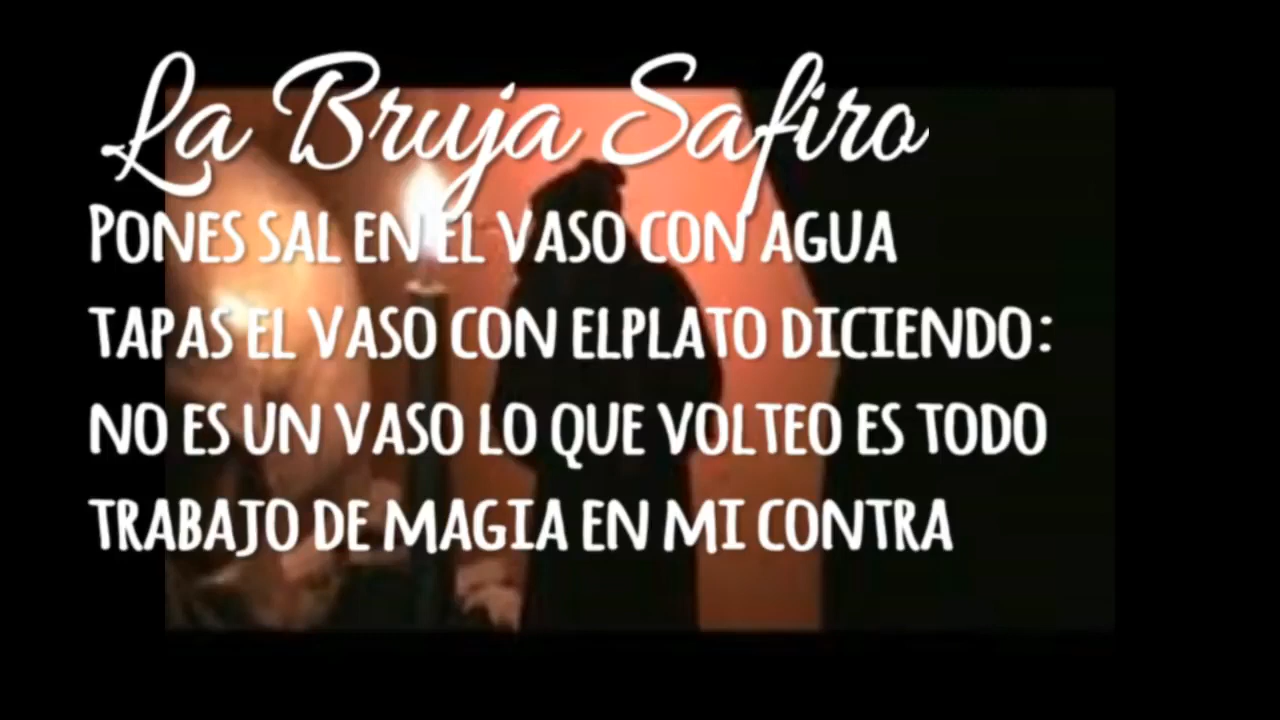 La Bruja Safiro
PONES SAL EN EL VASO CON AGUA
TAPAS EL VASO CON ELPLATO DICIENDO:
NO ES UN VASO LO QUE VOLTEO ES TODO
TRABAJO DE MAGIA EN MI CONTRA